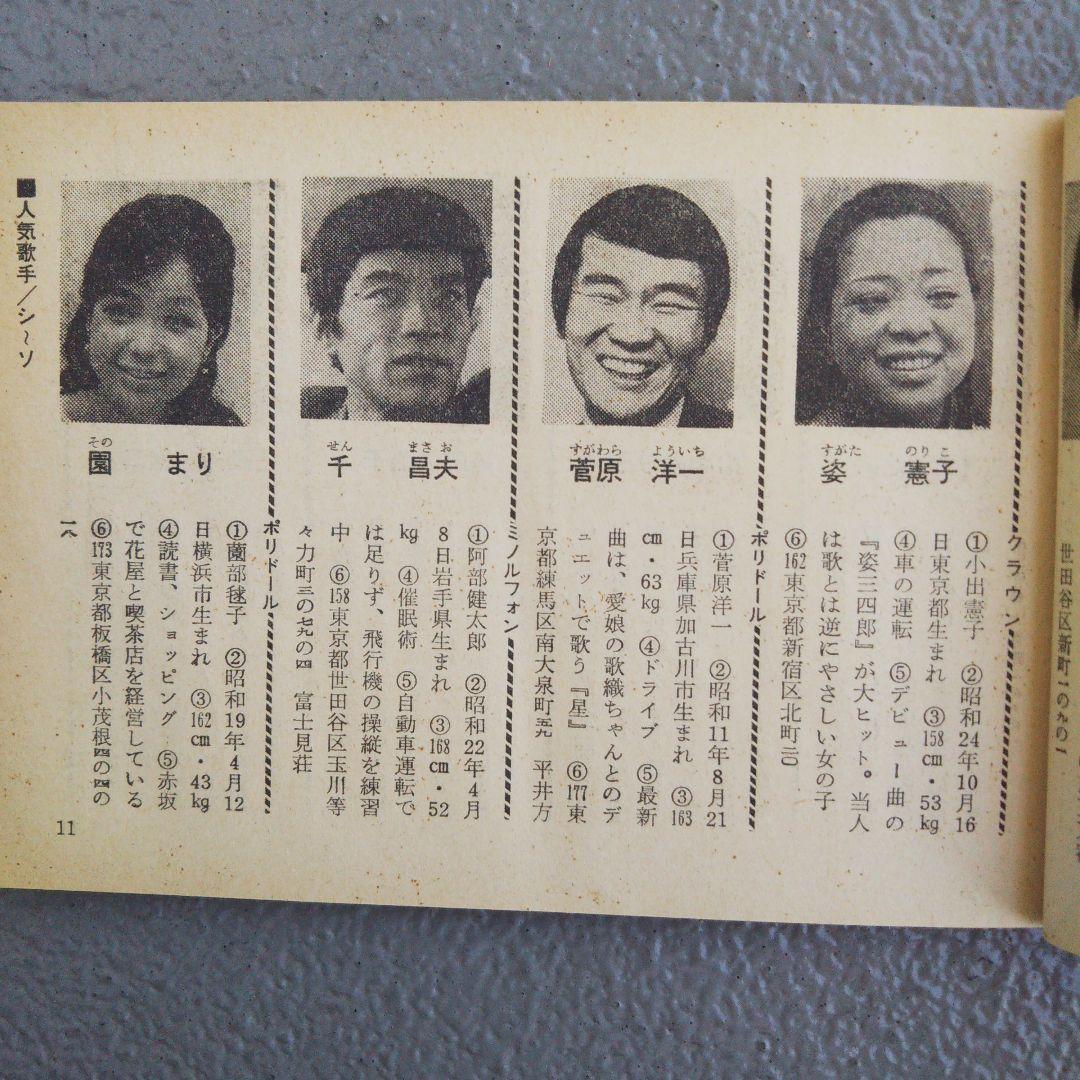 世田谷区新町一の九の一
すがた のりこ
姿 憲子
クラウン
①小出憲子 ②昭和24年10月16
日東京都生まれ ③158cm・53kg
④車の運転 ⑤デビュー曲の
『姿三四郎』が大ヒット。当人
は歌とは逆にやさしい女の子
⑥162東京都新宿区北町二〇
すがわら よういち
菅原 洋一
ポリドール
①菅原洋一 ②昭和11年8月21
日兵庫県加古川市生まれ ③163
cm・63kg ④ドライブ ⑤最新
曲は、愛娘の歌織ちゃんとのデ
ュエットで歌う『星』 ⑥177東
京都練馬区南大泉町五九 平井方
せん まさお
千 昌夫
ミノルフォン
①阿部健太郎 ②昭和22年4月
8日岩手県生まれ ③168cm・52
kg ④催眠術 ⑤自動車運転で
は足りず、飛行機の操縦を練習
中 ⑥158東京都世田谷区玉川等
々力町三の七九の四 富士見荘
その
園 まり
ポリドール
①薗部毬子 ②昭和19年4月12
日横浜市生まれ ③162cm・43kg
④読書、ショッピング ⑤赤坂
で花屋と喫茶店を経営している
⑥173東京都板橋区小茂根四の四の
一八
■人気歌手/シ〜ソ
11